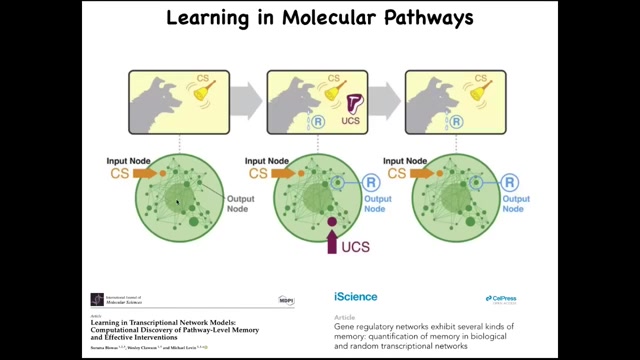 Learning in Molecular Pathways
CS
CS
R
UCS
CS
R
Input Node
CS
Output
Node
Input Node
CS
R
Output
Node
UCS
Input Node
CS
R
Output
Node
International Journal of
Molecular Sciences
MDPI
Article
Learning in Transcriptional Network Models:
Computational Discovery of Pathway-Level Memory
and Effective Interventions
Surama Biswas, Wesley Clawson and Michael Levin
iScience
CellPress
OPEN ACCESS
Article
Gene regulatory networks exhibit several kinds of
memory: quantification of memory in biological
and random transcriptional networks